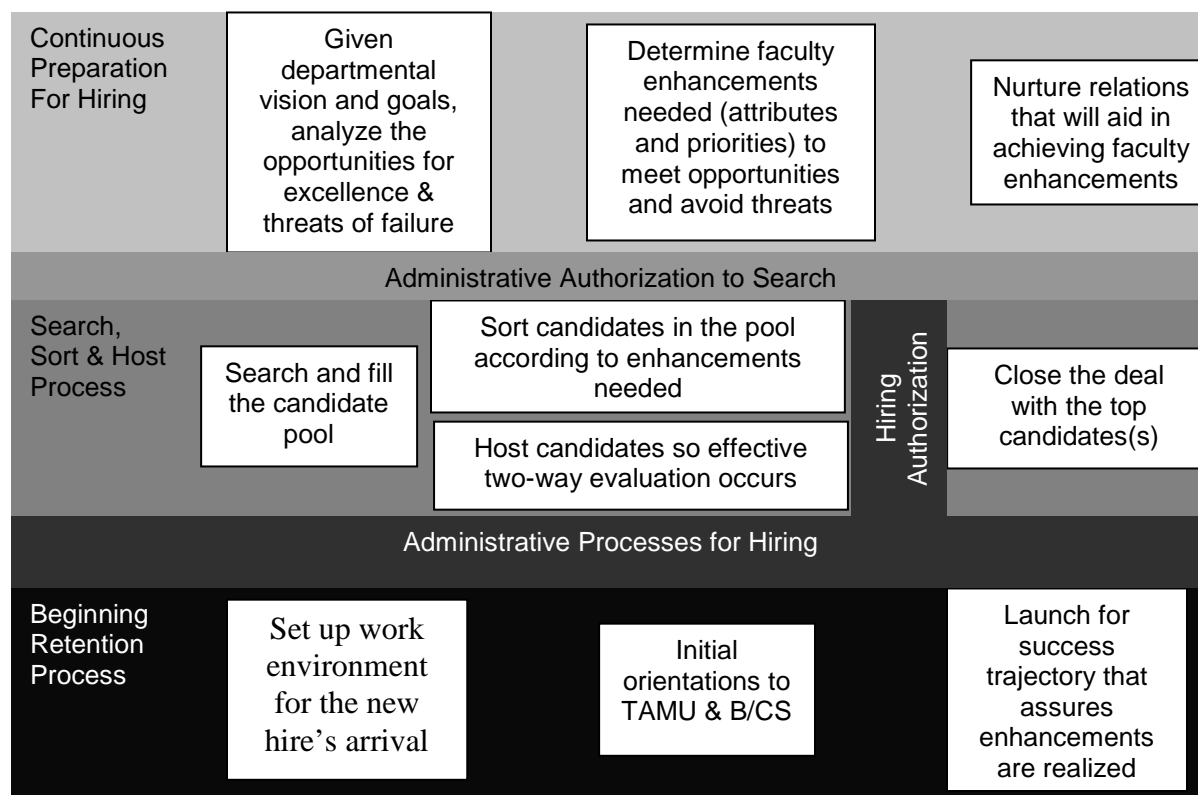 Continuous
Preparation
For Hiring
Given
departmental
vision and goals,
analyze the
opportunities for
excellence &
threats of failure
Determine faculty
enhancements
needed (attributes
and priorities) to
meet opportunities
and avoid threats
Nurture relations
that will aid in
achieving faculty
enhancements
Administrative Authorization to Search
Search,
Sort & Host
Process
Search and fill
the candidate
pool
Sort candidates in the pool
according to enhancements
needed
Host candidates so effective
two-way evaluation occurs
Hiring
Authorization
Close the deal
with the top
candidates(s)
Administrative Processes for Hiring
Beginning
Retention
Process
Set up work
environment
for the new
hire’s arrival
Initial
orientations to
TAMU & B/CS
Launch for
success
trajectory that
assures
enhancements
are realized